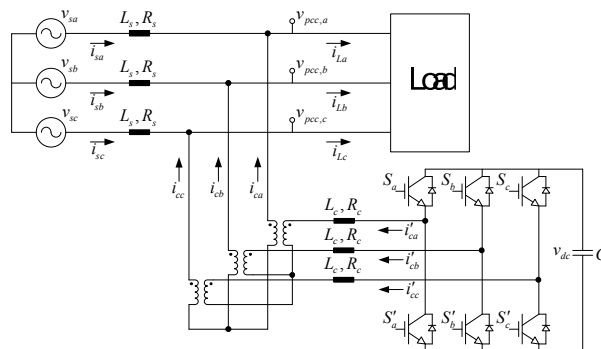 v_sa
L_s, R_s
v_pcc,a
i_sa
i_La
v_sb
L_s, R_s
v_pcc,b
i_sb
i_Lb
v_sc
L_s, R_s
v_pcc,c
i_sc
i_Lc
Load
i_cc
i_cb
i_ca
S_a
S_b
S_c
L_c, R_c
i'_ca
L_c, R_c
i'_cb
L_c, R_c
i'_cc
v_dc
C
S'_a
S'_b
S'_c